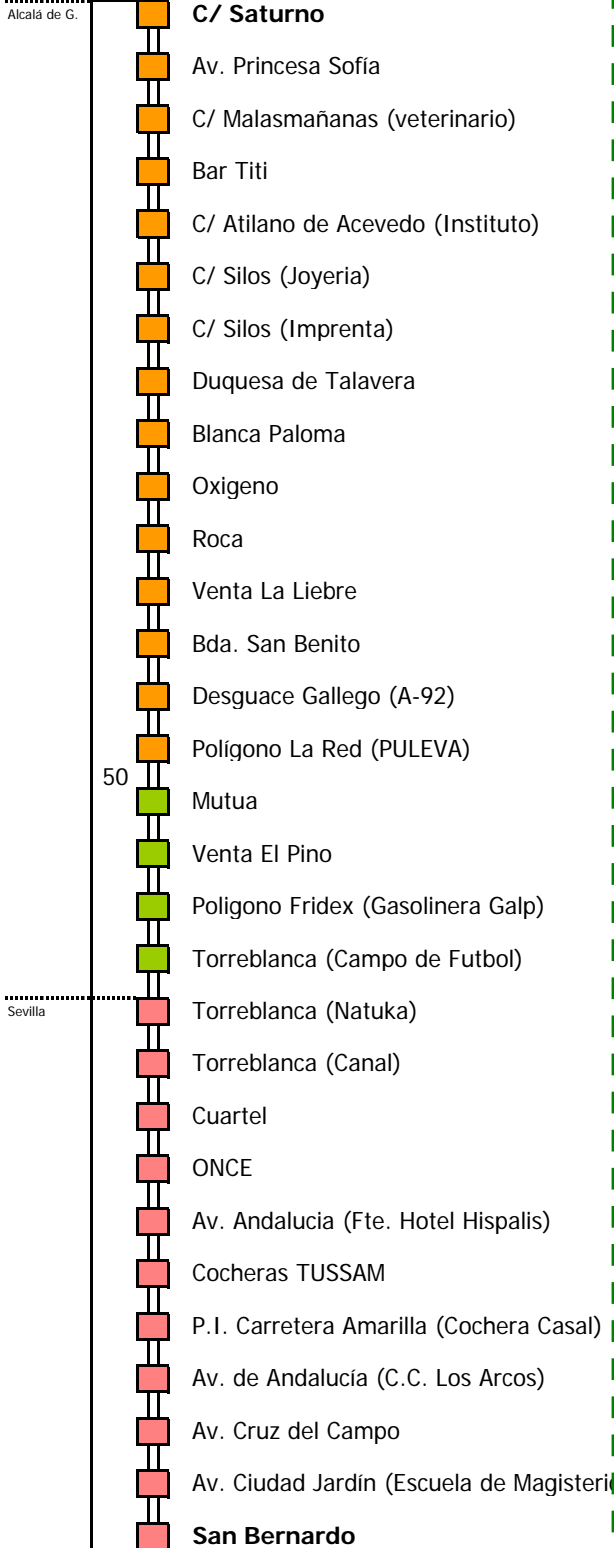 Alcalá de G.
C/ Saturno
Av. Princesa Sofía
C/ Malasmañanas (veterinario)
Bar Titi
C/ Atilano de Acevedo (Instituto)
C/ Silos (Joyeria)
C/ Silos (Imprenta)
Duquesa de Talavera
Blanca Paloma
Oxigeno
Roca
Venta La Liebre
Bda. San Benito
Desguace Gallego (A-92)
Polígono La Red (PULEVA)
50
Mutua
Venta El Pino
Poligono Fridex (Gasolinera Galp)
Torreblanca (Campo de Futbol)
Sevilla
Torreblanca (Natuka)
Torreblanca (Canal)
Cuartel
ONCE
Av. Andalucia (Fte. Hotel Hispalis)
Cocheras TUSSAM
P.I. Carretera Amarilla (Cochera Casal)
Av. de Andalucía (C.C. Los Arcos)
Av. Cruz del Campo
Av. Ciudad Jardín (Escuela de Magisteri
San Bernardo